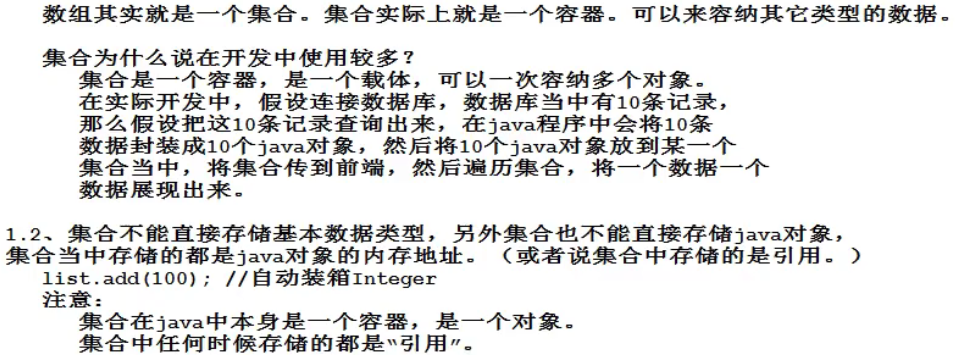 数组其实就是一个集合。集合实际上就是一个容器。可以来容纳其它类型的数据。
集合为什么说在开发中使用较多？
集合是一个容器，是一个载体，可以一次容纳多个对象。
在实际开发中，假设连接数据库，数据库当中有10条记录，
那么假设把这10条记录查询出来，在java程序中会将10条
数据封装成10个java对象，然后将10个java对象放到某一个
集合当中，将集合传到前端，然后遍历集合，将一个数据一个
数据展现出来。
1.2、集合不能直接存储基本数据类型，另外集合也不能直接存储java对象，
集合当中存储的都是java对象的内存地址。（或者说集合中存储的是引用。）
list.add(100); //自动装箱Integer
注意：
集合在java中本身是一个容器，是一个对象。
集合中任何时候存储的都是“引用”。